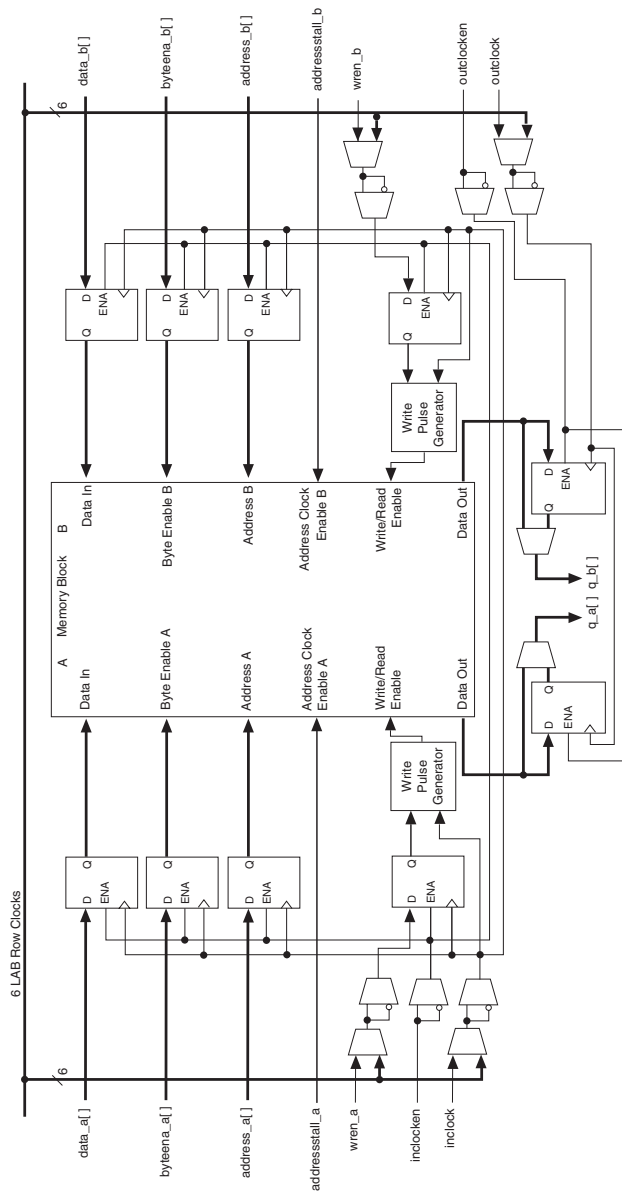 6 LAB Row Clocks
6
A
Memory Block
B
6
data_a[ ]
D
Q
ENA
Data In
Data In
Q
D
ENA
data_b[ ]
byteena_a[ ]
D
Q
ENA
Byte Enable A
Byte Enable B
Q
D
ENA
byteena_b[ ]
address_a[ ]
D
Q
ENA
Address A
Address B
Q
D
ENA
address_b[ ]
addressstall_a
Address Clock
Enable A
Address Clock
Enable B
addressstall_b
wren_a
D
Q
ENA
Write
Pulse
Generator
Write/Read
Enable
Write/Read
Enable
Write
Pulse
Generator
Q
D
ENA
wren_b
inclocken
inclock
Data Out
Data Out
outclocken
outclock
D
Q
ENA
Q
D
ENA
q_a[ ]
q_b[ ]